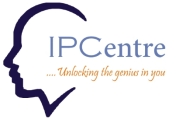 IPCentre
.... Unlocking the genius in you